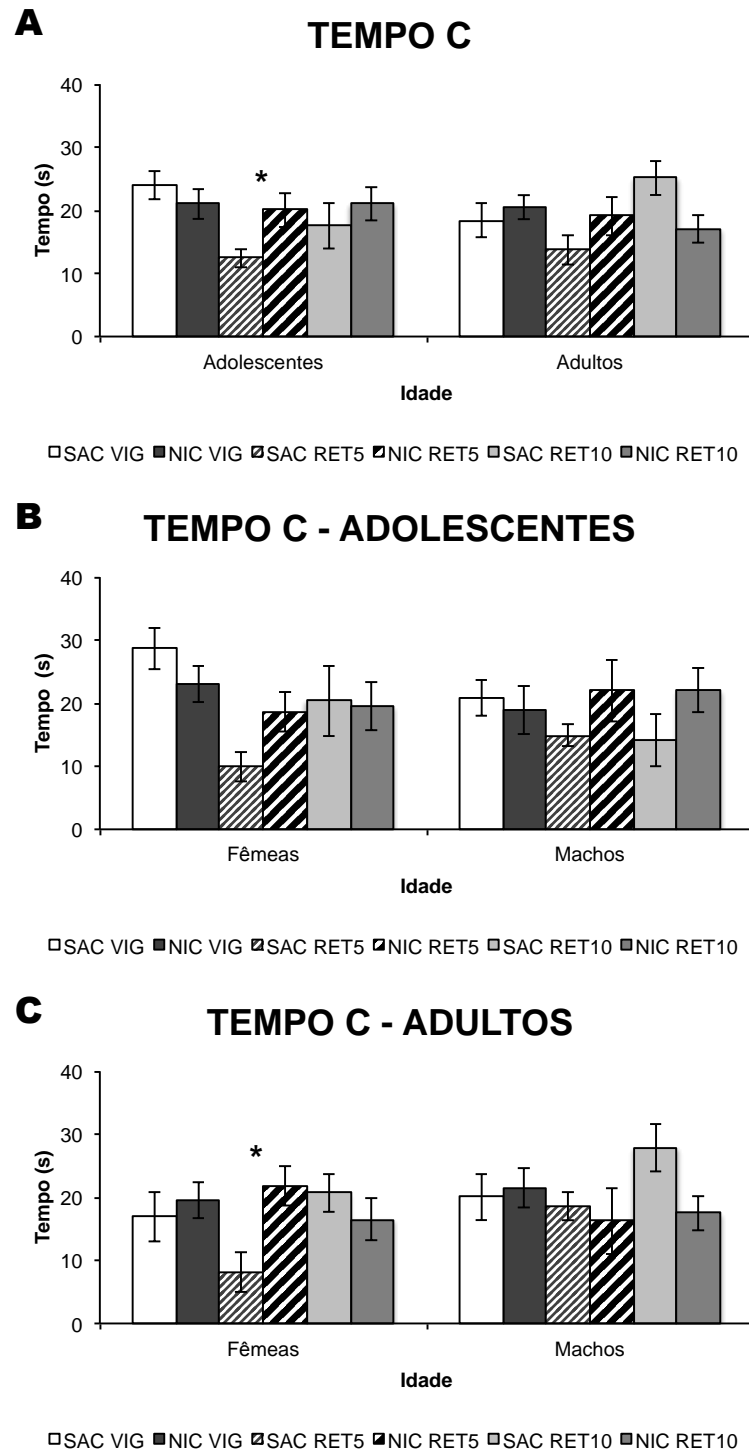 A
TEMPO C
40
30
20
10
0
Tempo (s)
*
Adolescentes Adultos
Idade
SAC VIG NIC VIG SAC RET5 NIC RET5 SAC RET10 NIC RET10
B
TEMPO C - ADOLESCENTES
40
30
20
10
0
Tempo (s)
Fêmeas Machos
Idade
SAC VIG NIC VIG SAC RET5 NIC RET5 SAC RET10 NIC RET10
C
TEMPO C - ADULTOS
40
30
20
10
0
Tempo (s)
*
Fêmeas Machos
Idade
SAC VIG NIC VIG SAC RET5 NIC RET5 SAC RET10 NIC RET10